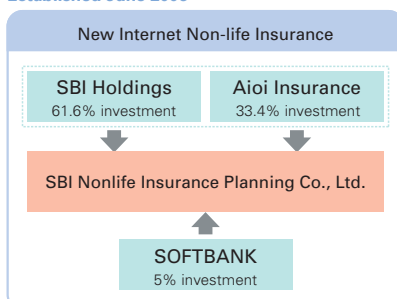 New Internet Non-life Insurance
SBI Holdings
61.6% investment
Aioi Insurance
33.4% investment
SBI Nonlife Insurance Planning Co., Ltd.
SOFTBANK
5% investment